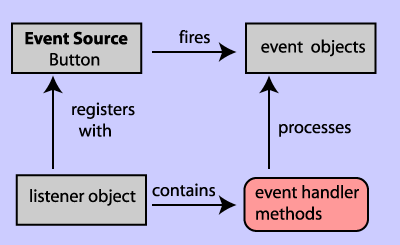 Event Source
Button
fires
event objects
registers
with
processes
listener object
contains
event handler
methods